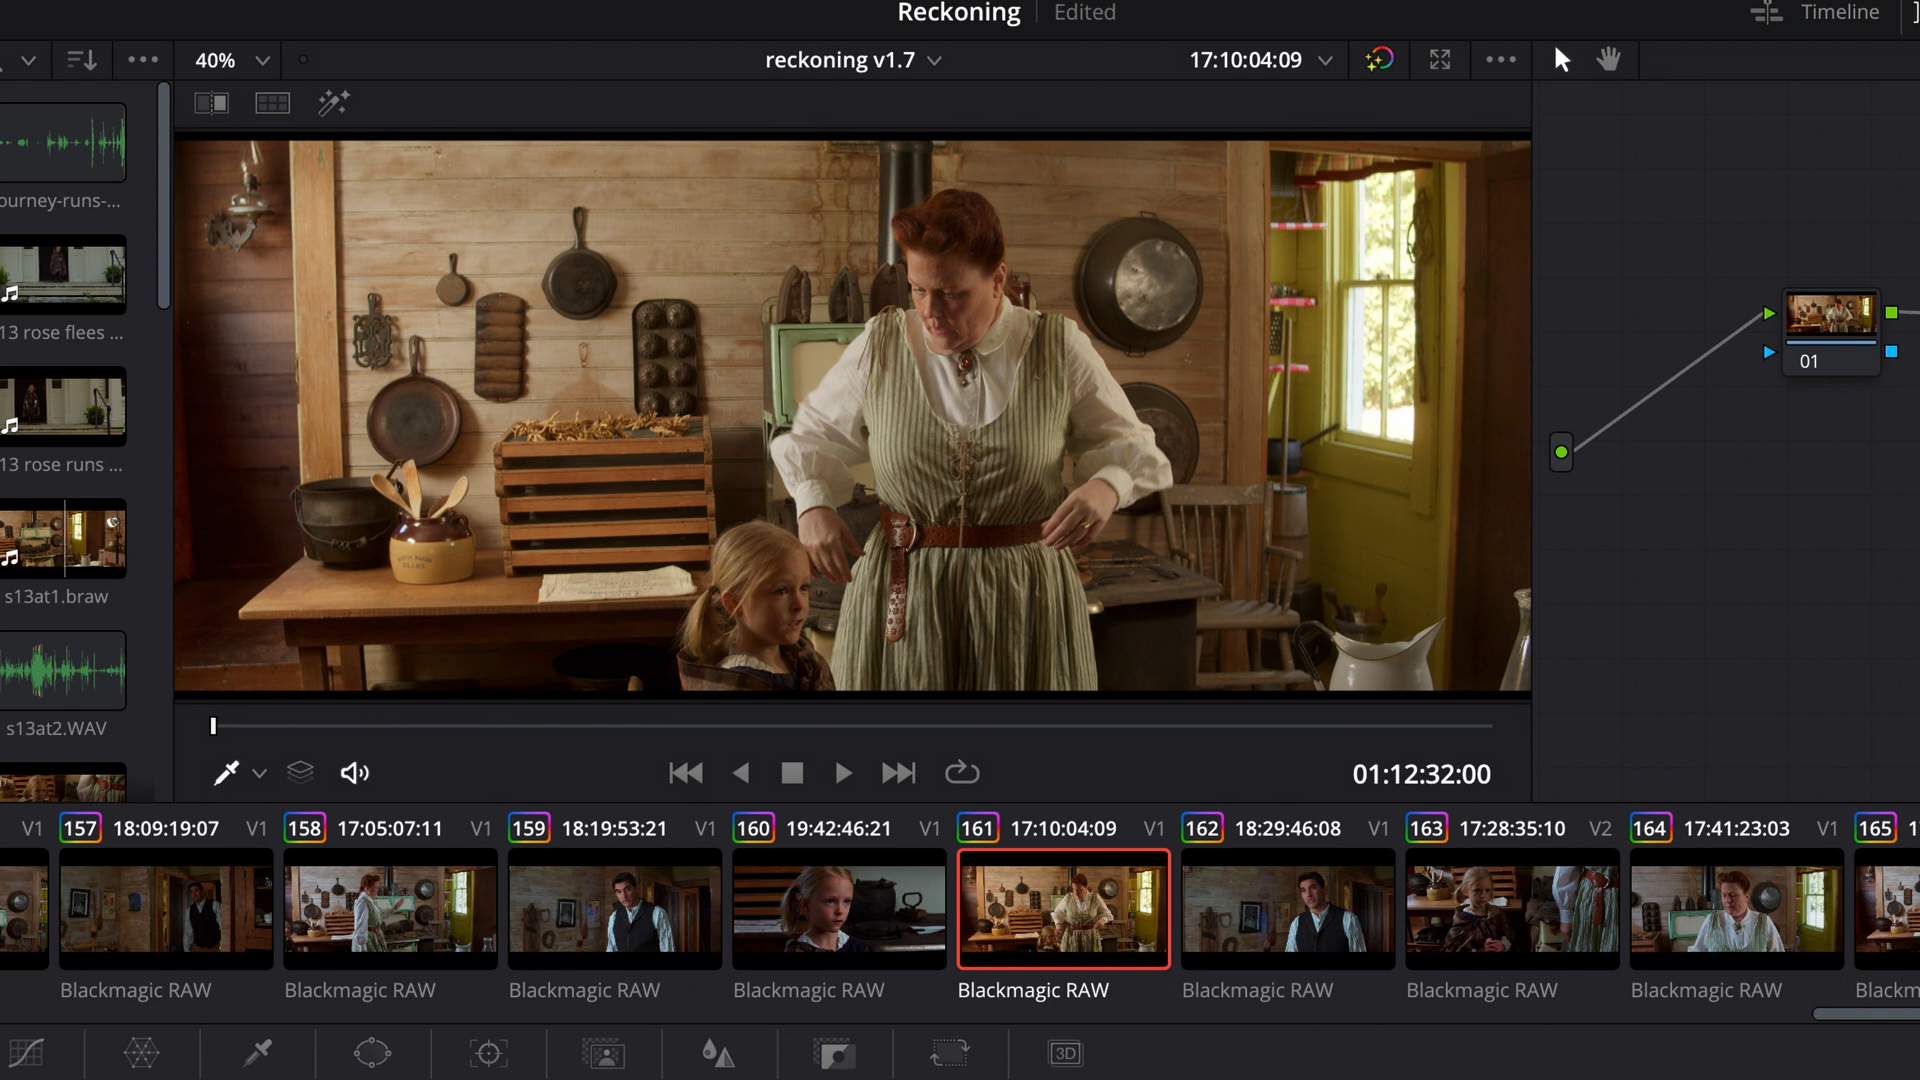 Reckoning
Edited
Timeline
40%
reckoning v1.7
17:10:04:09
ourney-runs-...
13 rose flees ...
13 rose runs ...
s13at1.braw
s13at2.WAV
01
01:12:32:00
V1
157 18:09:19:07 V1
158 17:05:07:11 V1
159 18:19:53:21 V1
160 19:42:46:21 V1
161 17:10:04:09 V1
162 18:29:46:08 V1
163 17:28:35:10 V2
164 17:41:23:03 V1
165 1
Blackmagic RAW
Blackmagic RAW
Blackmagic RAW
Blackmagic RAW
Blackmagic RAW
Blackmagic RAW
Blackmagic RAW
Blackmagic RAW
Blackm
3D